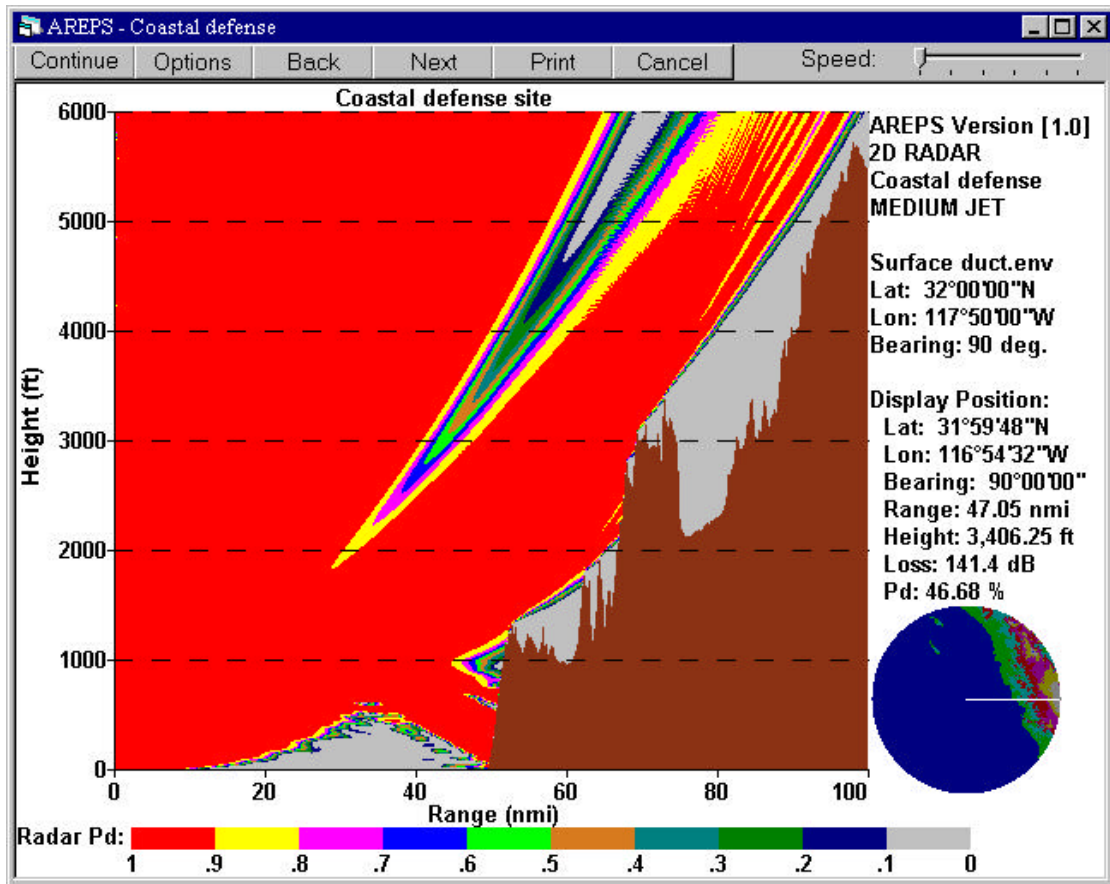 AREPS - Coastal defense
Continue Options Back Next Print Cancel Speed:
Coastal defense site
6000
5000
4000
3000
2000
1000
0
Height (ft)
0 20 40 60 80 100
Range (nmi)
AREPS Version [1.0]
2D RADAR
Coastal defense
MEDIUM JET
Surface duct.env
Lat: 32°00'00"N
Lon: 117°50'00"W
Bearing: 90 deg.
Display Position:
Lat: 31°59'48"N
Lon: 116°54'32"W
Bearing: 90°00'00"
Range: 47.05 nmi
Height: 3,406.25 ft
Loss: 141.4 dB
Pd: 46.68 %
Radar Pd:
1 .9 .8 .7 .6 .5 .4 .3 .2 .1 0